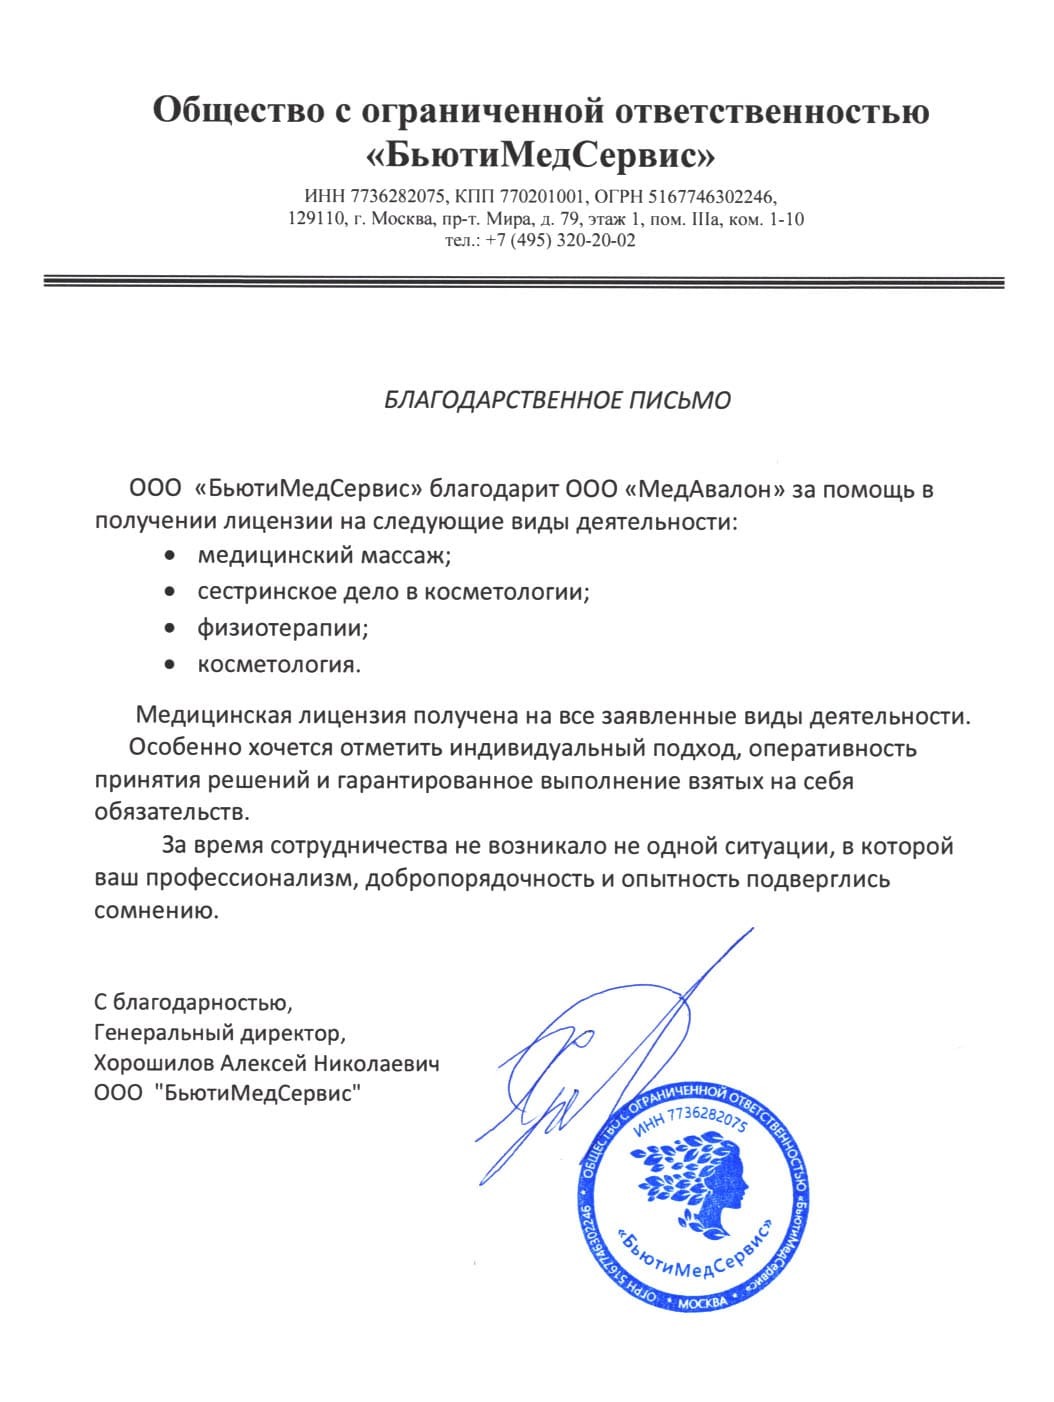 Общество с ограниченной ответственностью
«БьютиМедСервис»
ИНН 7736282075, КПП 770201001, ОГРН 5167746302246,
129110, г. Москва, пр-т. Мира, д. 79, этаж 1, пом. IIIа, ком. 1-10
тел.: +7 (495) 320-20-02
БЛАГОДАРСТВЕННОЕ ПИСЬМО
ООО «БьютиМедСервис» благодарит ООО «МедАвалон» за помощь в
получении лицензии на следующие виды деятельности:
• медицинский массаж;
• сестринское дело в косметологии;
• физиотерапии;
• косметология.
Медицинская лицензия получена на все заявленные виды деятельности.
Особенно хочется отметить индивидуальный подход, оперативность
принятия решений и гарантированное выполнение взятых на себя
обязательств.
За время сотрудничества не возникало не одной ситуации, в которой
ваш профессионализм, добропорядочность и опытность подверглись
сомнению.
С благодарностью,
Генеральный директор,
Хорошилов Алексей Николаевич
ООО "БьютиМедСервис"
ОБЩЕСТВО С ОГРАНИЧЕННОЙ ОТВЕТСТВЕННОСТЬЮ «БьютиМедСервис»
ИНН 7736282075
«БьютиМедСервис»
ОГРН 5167746302246
• МОСКВА •